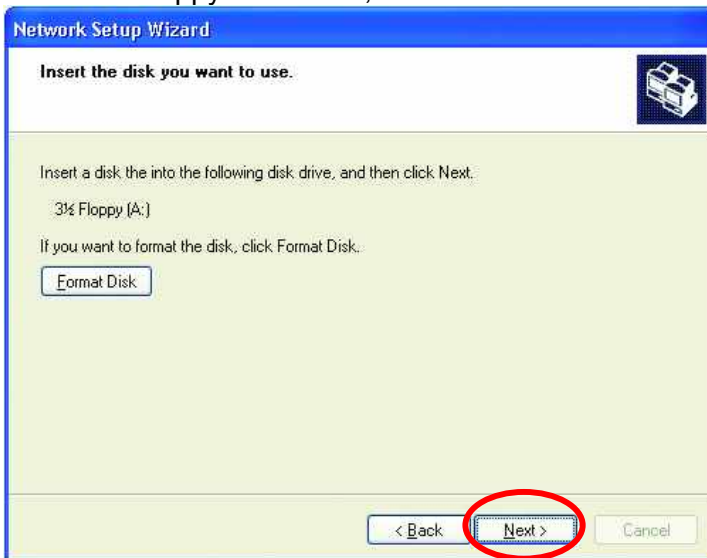 Network Setup Wizard
Insert the disk you want to use.
Insert a disk the into the following disk drive, and then click Next.
3½ Floppy (A:)
If you want to format the disk, click Format Disk.
Format Disk
< Back Next > Cancel